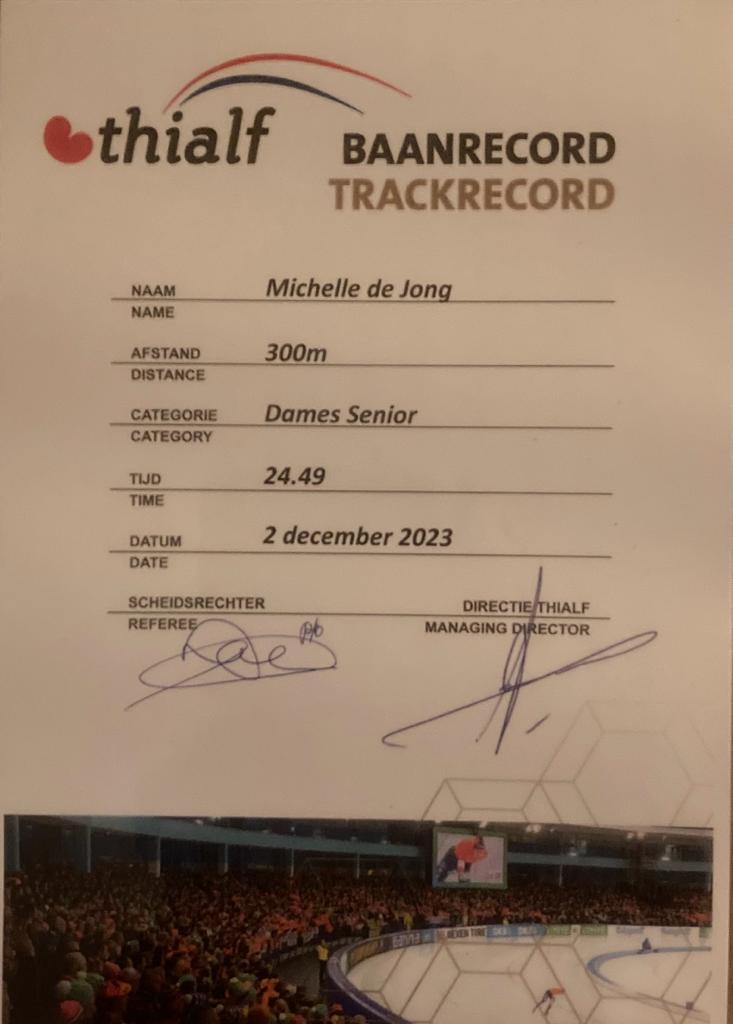 thialf
BAANRECORD
TRACKRECORD
NAAM Michelle de Jong
NAME
AFSTAND 300m
DISTANCE
CATEGORIE Dames Senior
CATEGORY
TIJD 24.49
TIME
DATUM 2 december 2023
DATE
SCHEIDSRECHTER DIRECTIE THIALF
REFEREE MANAGING DIRECTOR